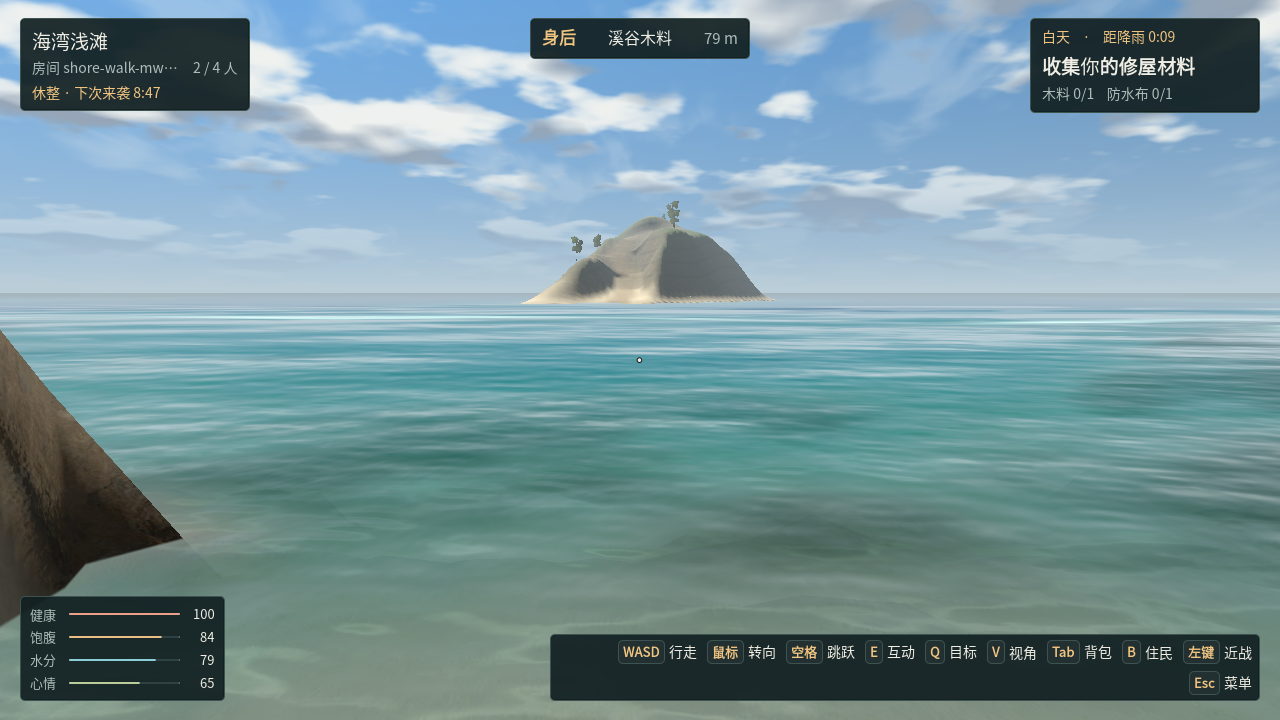 海湾浅滩
房间 shore-walk-mw… 2 / 4 人
休整 · 下次来袭 8:47
身后 溪谷木料 79 m
白天 · 距降雨 0:09
收集你的修屋材料
木料 0/1 防水布 0/1
健康 100
饱腹 84
水分 79
心情 65
WASD 行走 鼠标 转向 空格 跳跃 E 互动 Q 目标 V 视角 Tab 背包 B 住民 左键 近战
Esc 菜单